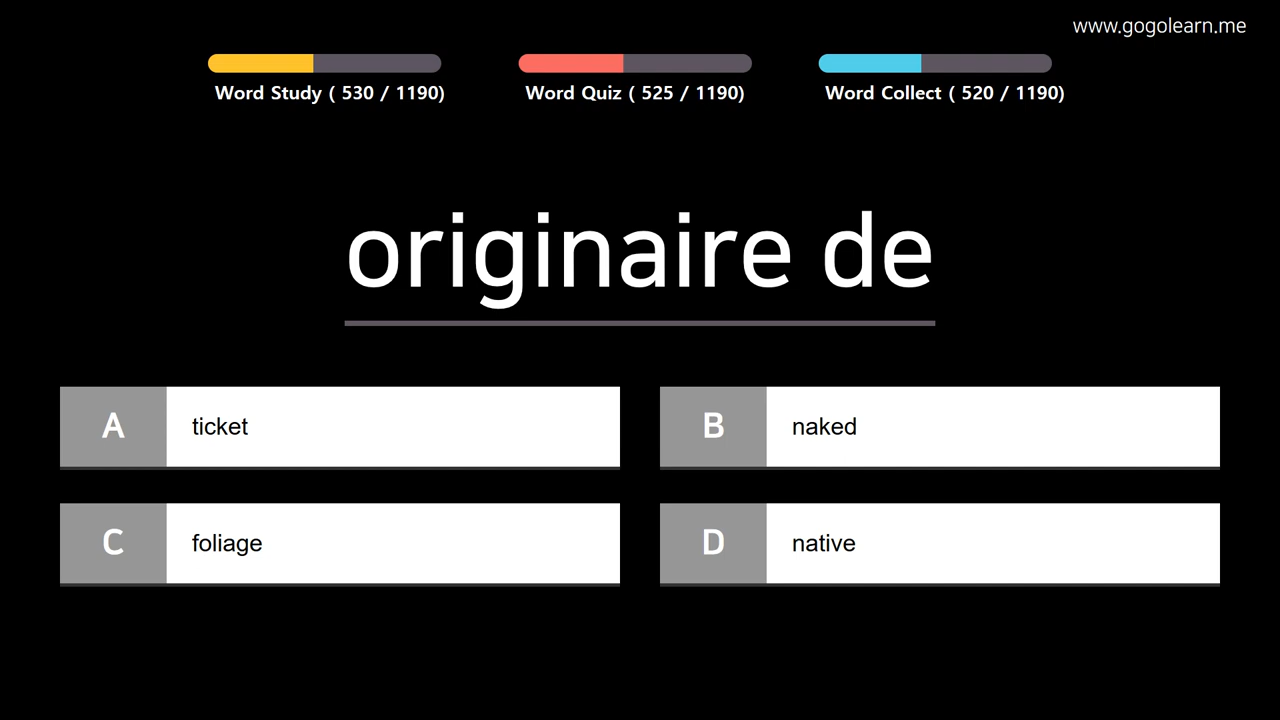 www.gogolearn.me
Word Study ( 530 / 1190)
Word Quiz ( 525 / 1190)
Word Collect ( 520 / 1190)
originaire de
A ticket
B naked
C foliage
D native